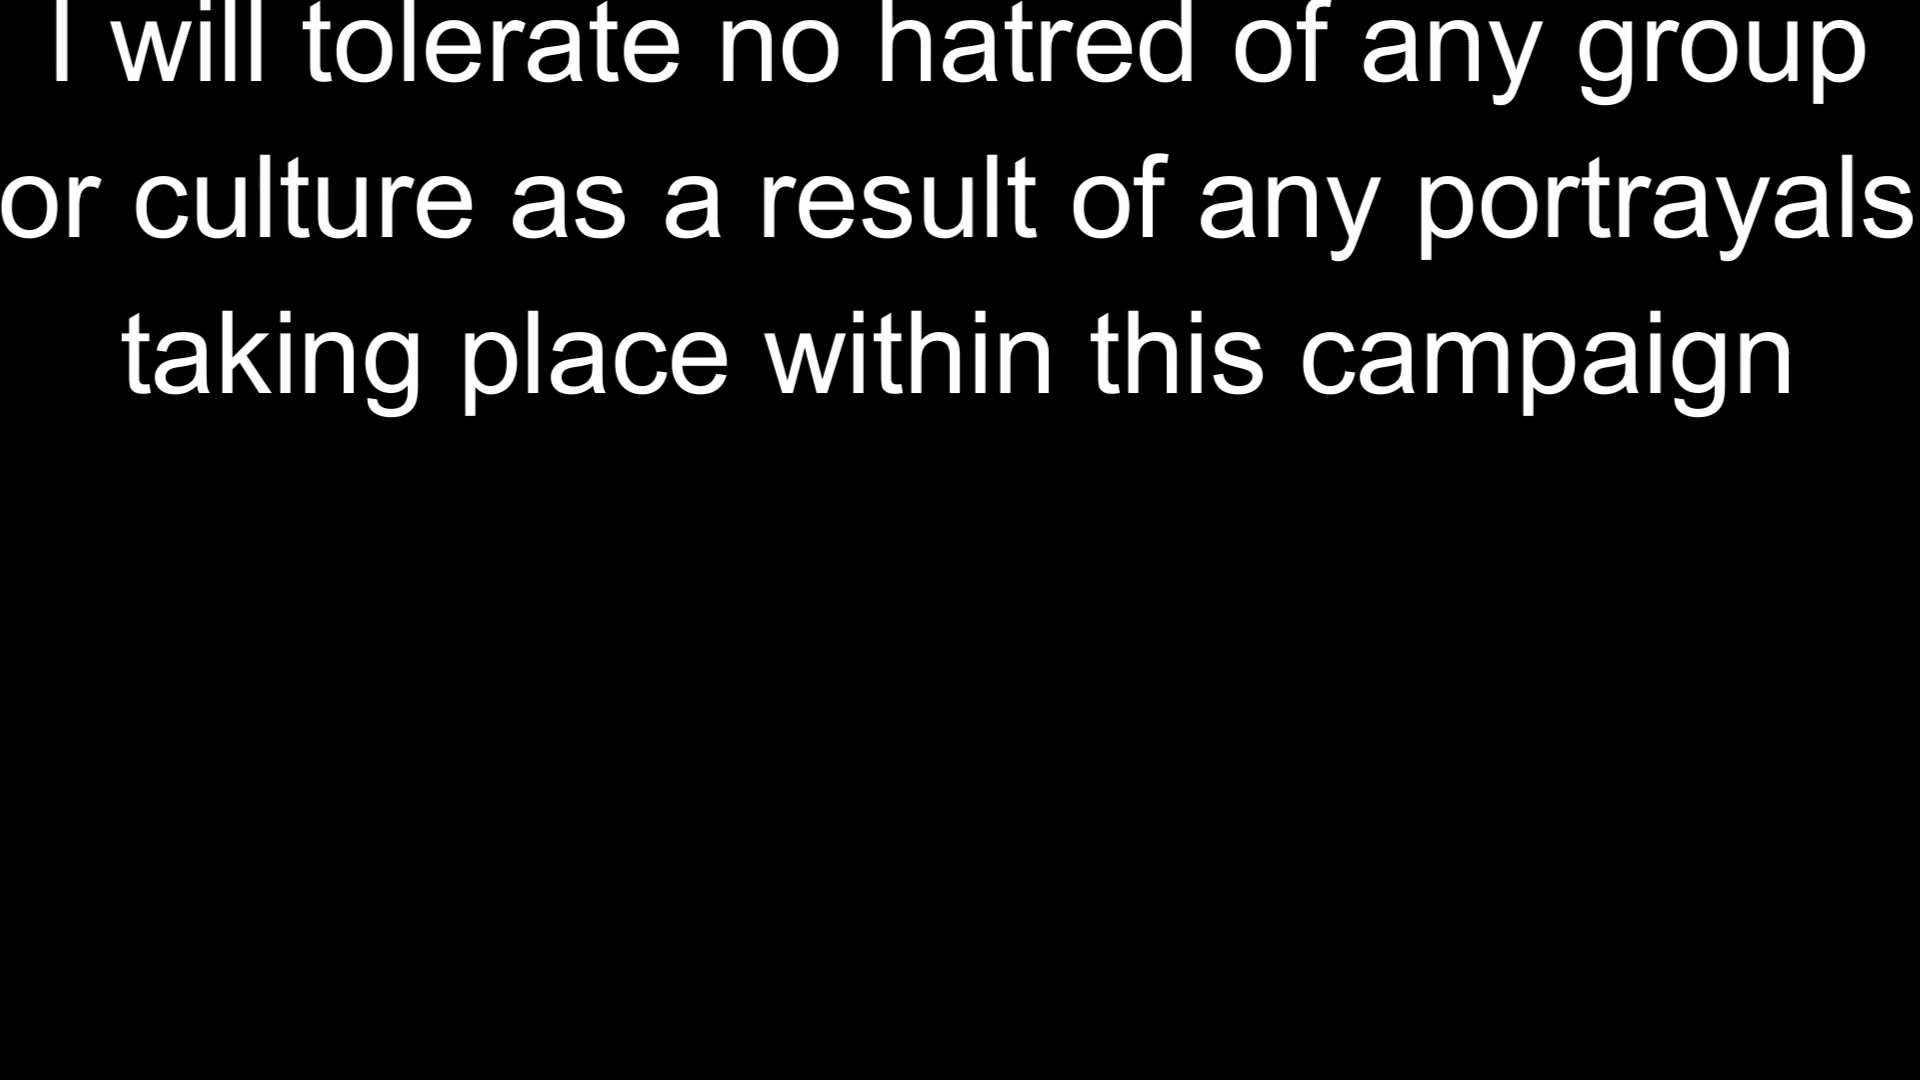 I will tolerate no hatred of any group
or culture as a result of any portrayals
taking place within this campaign